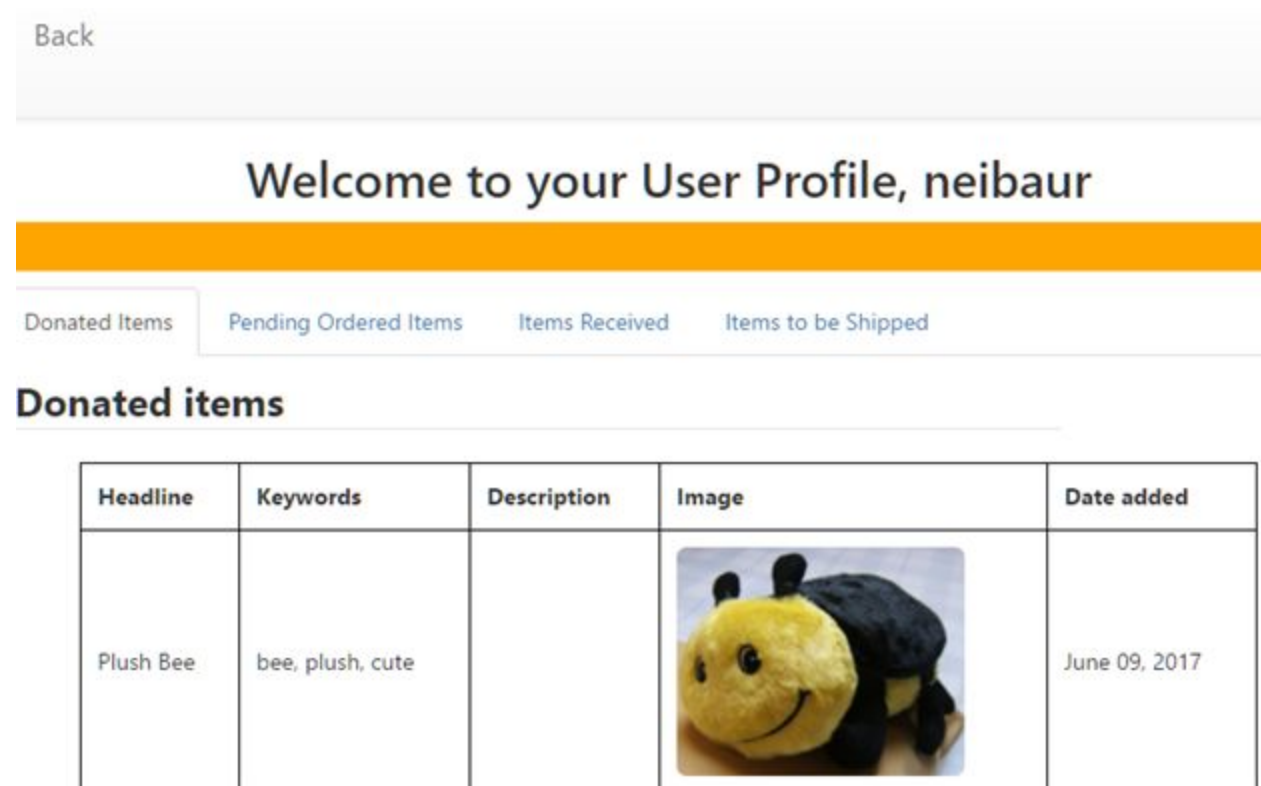 Back
Welcome to your User Profile, neibaur
Donated Items Pending Ordered Items Items Received Items to be Shipped
Donated items
Headline Keywords Description Image Date added
Plush Bee bee, plush, cute June 09, 2017